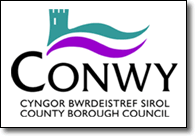 CONWY
CYNGOR BWRDEISTREF SIROL
COUNTY BOROUGH COUNCIL